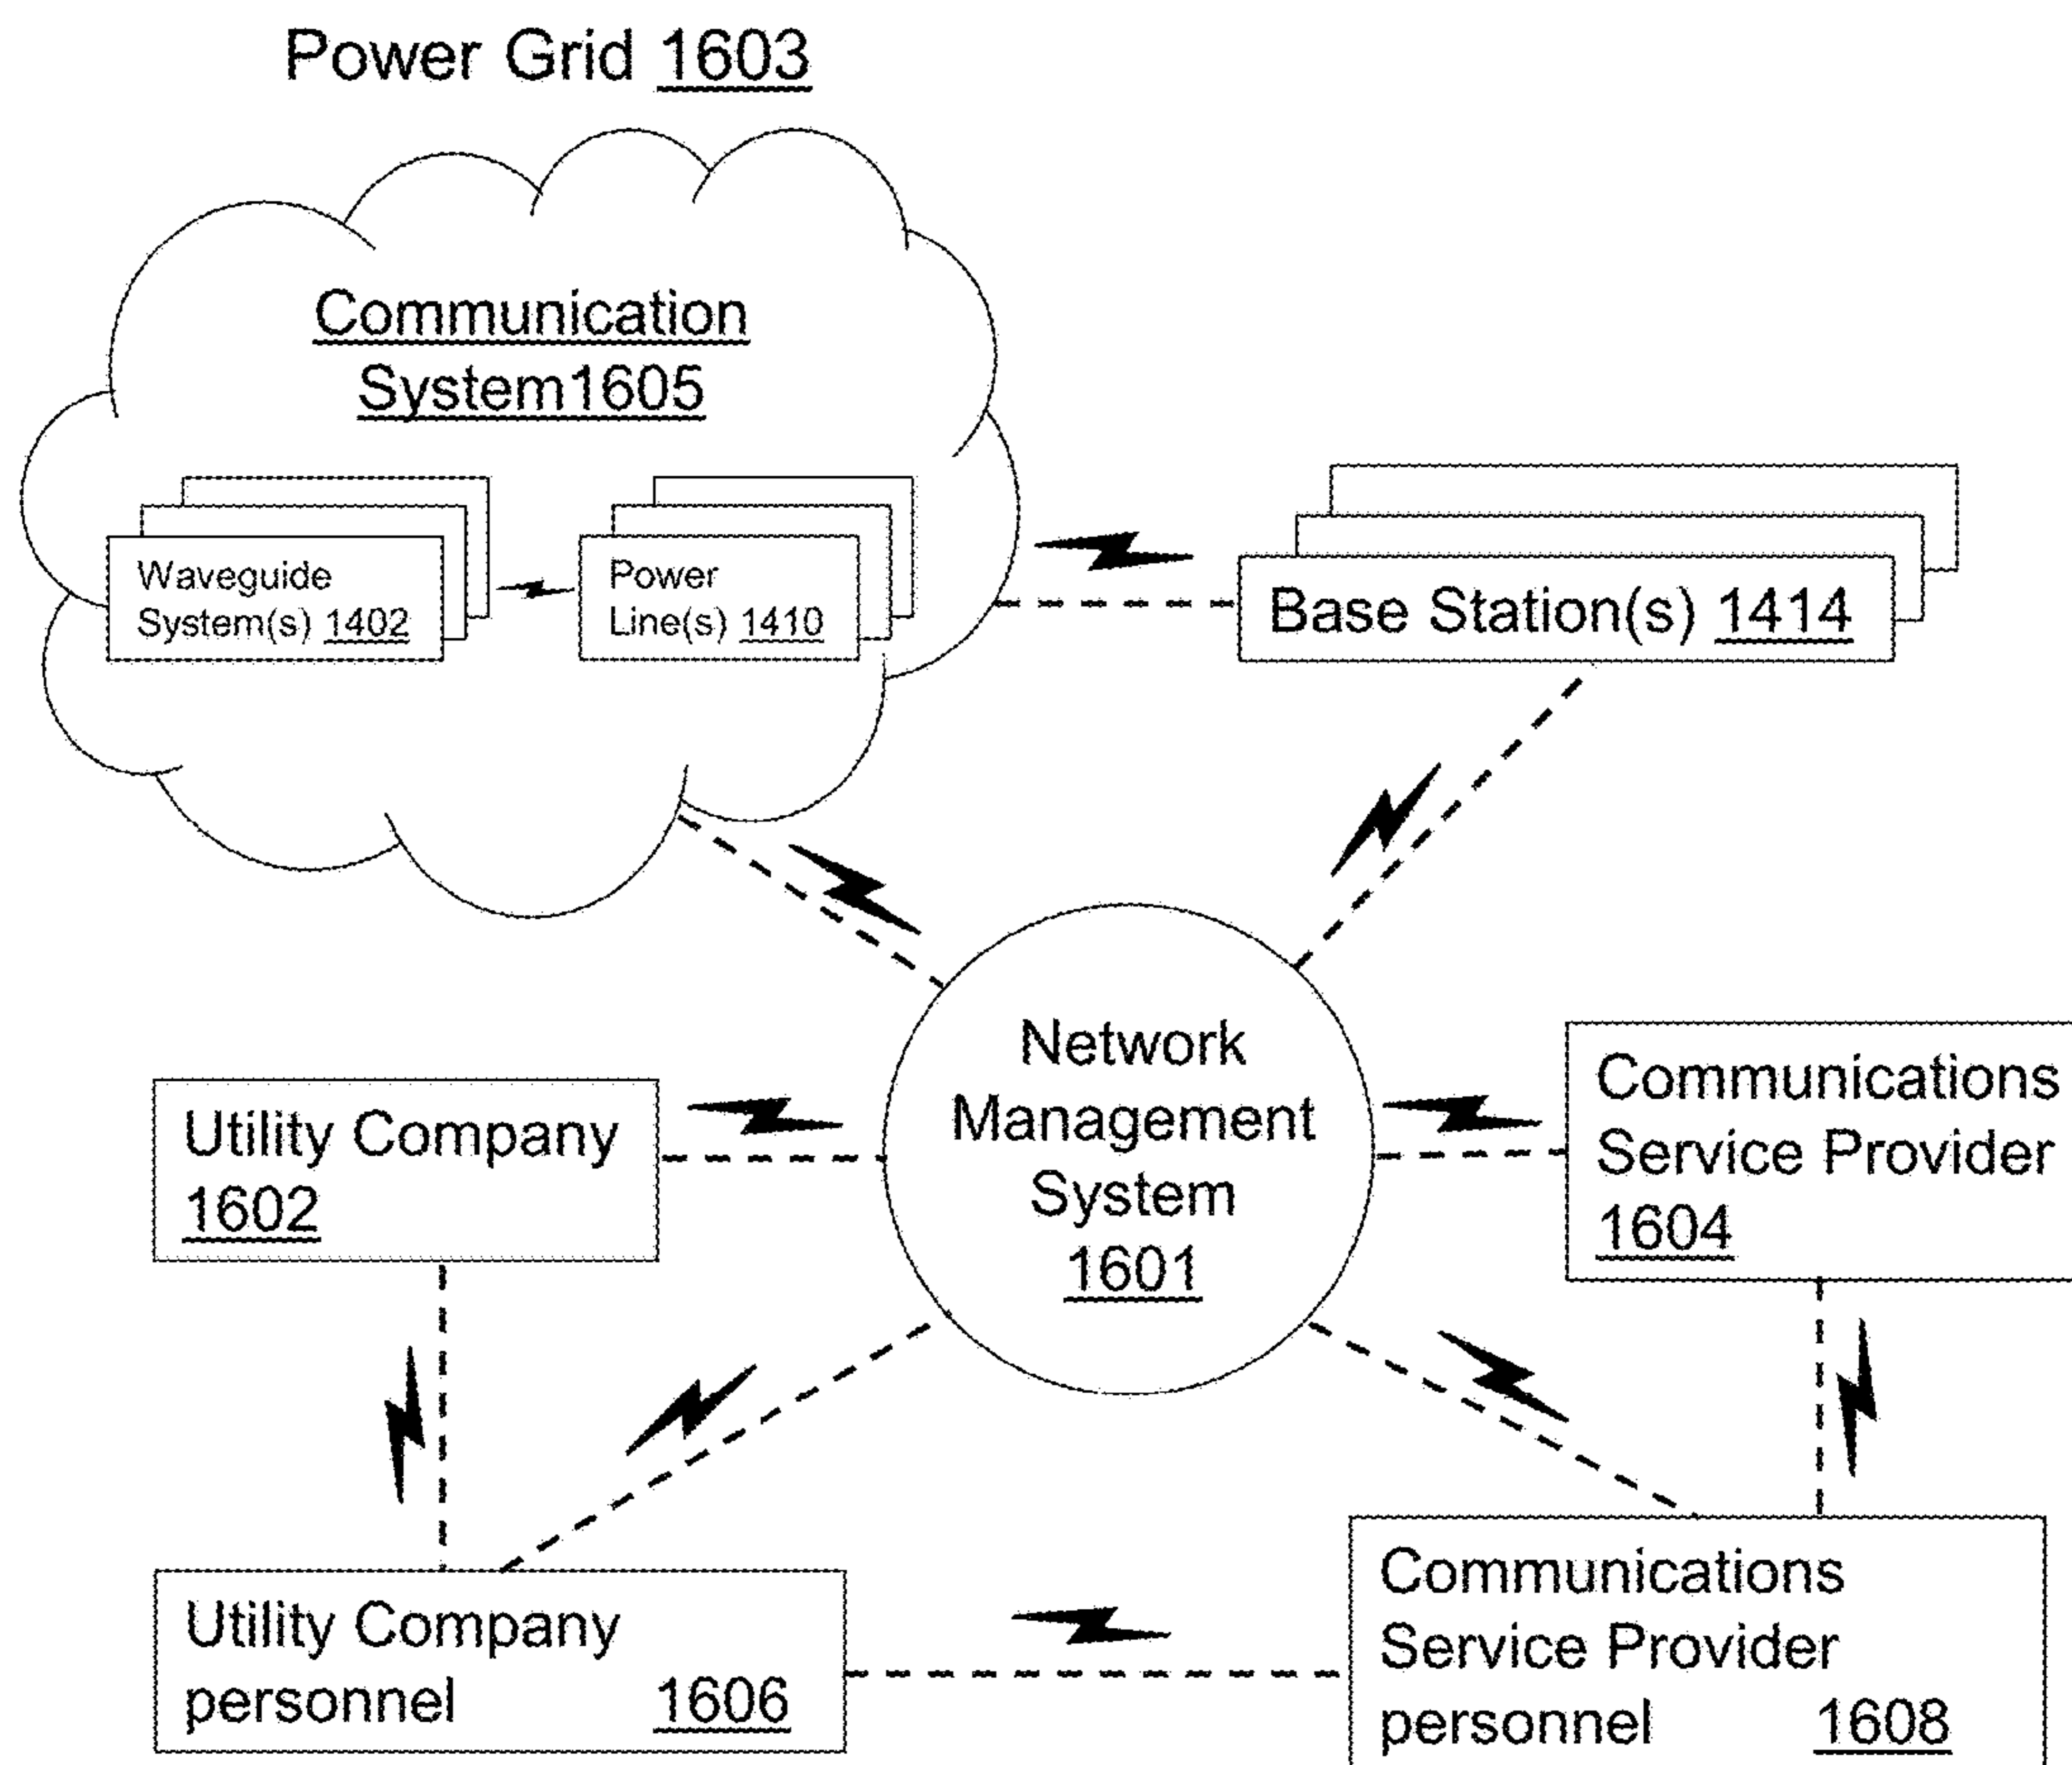 Power Grid 1603
Communication
System1605
Waveguide
System(s) 1402
Power
Line(s) 1410
Base Station(s) 1414
Network
Management
System
1601
Utility Company
1602
Communications
Service Provider
1604
Utility Company
personnel 1606
Communications
Service Provider
personnel 1608